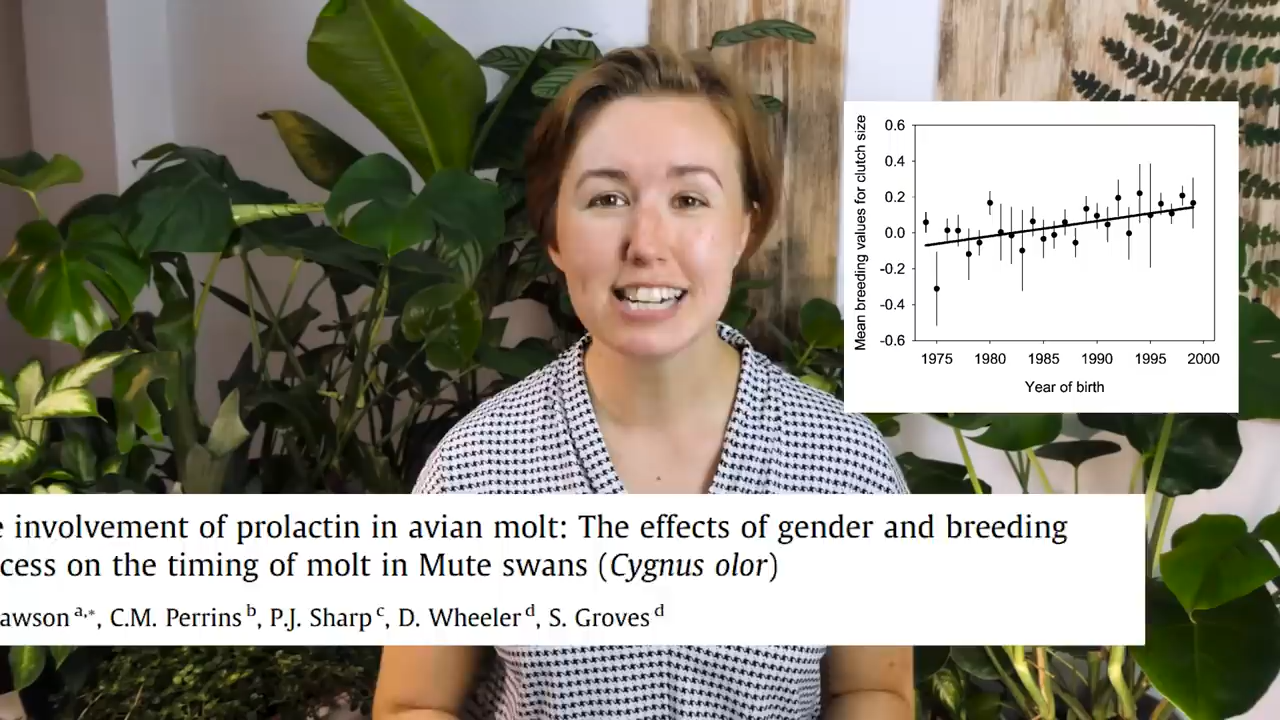 e involvement of prolactin in avian molt: The effects of gender and breeding
cess on the timing of molt in Mute swans (Cygnus olor)
awson a,*, C.M. Perrins b, P.J. Sharp c, D. Wheeler d, S. Groves d
Mean breeding values for clutch size
0.6
0.4
0.2
0.0
-0.2
-0.4
-0.6
1975 1980 1985 1990 1995 2000
Year of birth